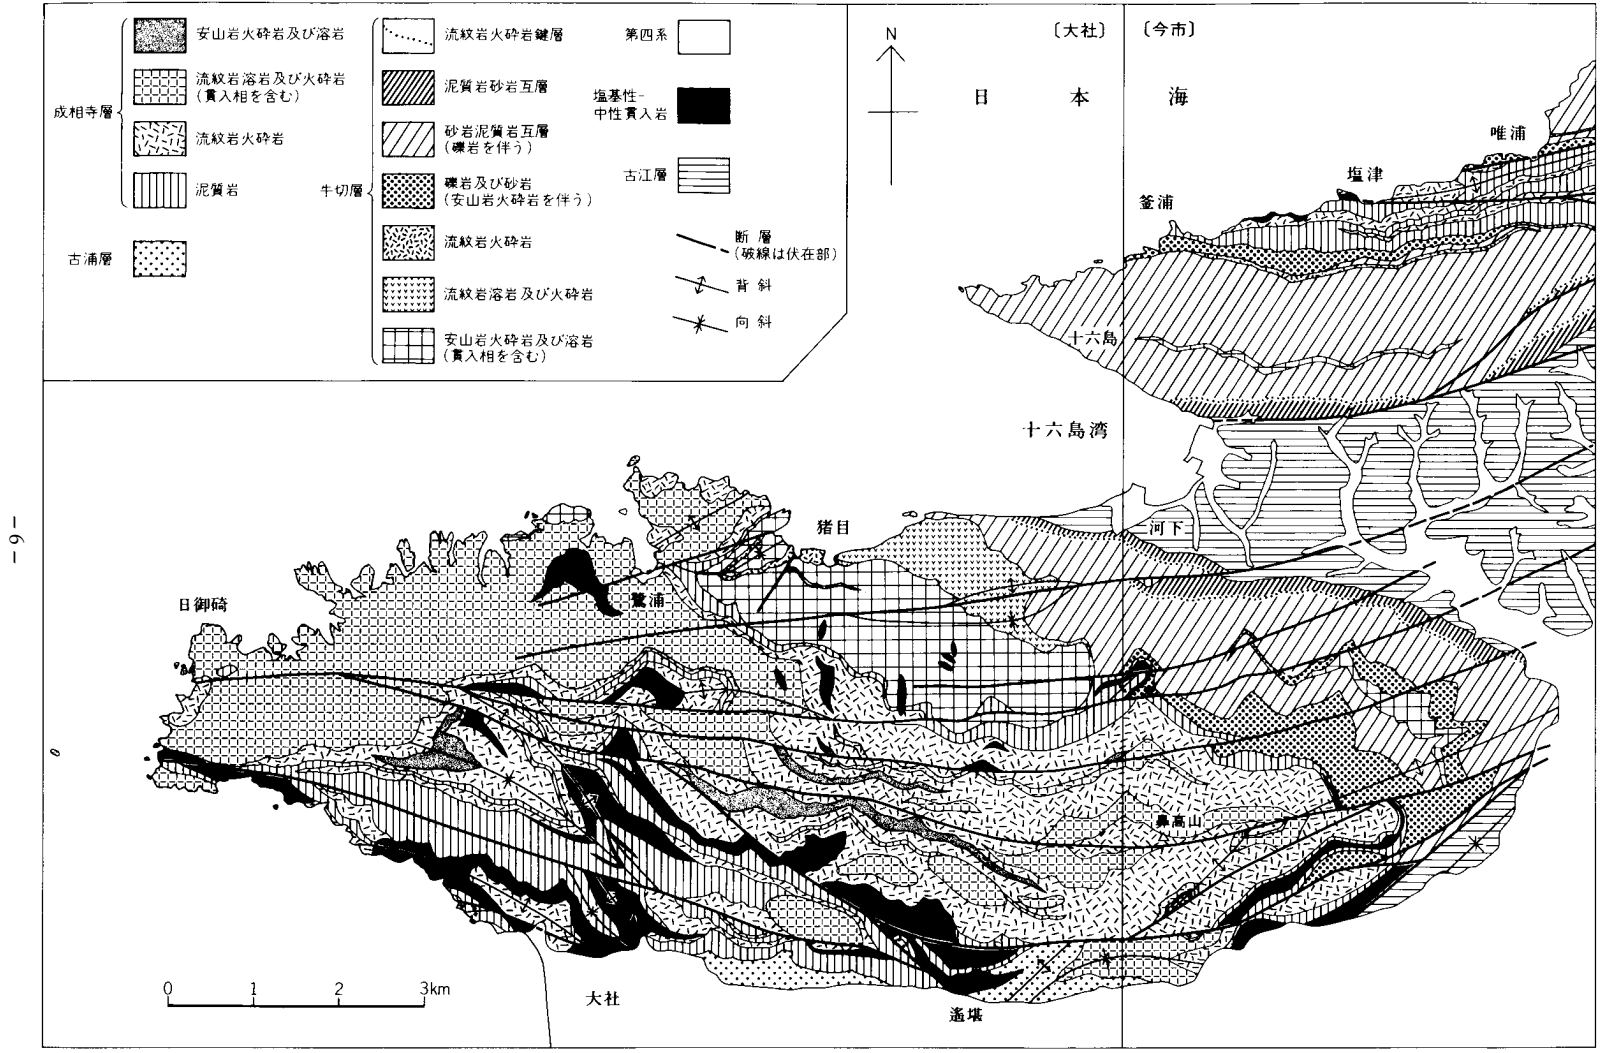 安山岩火砕岩及び溶岩
流紋岩溶岩及び火砕岩
(貫入相を含む)
成相寺層
流紋岩火砕岩
泥質岩
古浦層
流紋岩火砕岩鍵層
泥質岩砂岩互層
砂岩泥質岩互層
(礫岩を伴う)
牛切層
礫岩及び砂岩
(安山岩火砕岩を伴う)
流紋岩火砕岩
流紋岩溶岩及び火砕岩
安山岩火砕岩及び溶岩
(貫入相を含む)
第四系
塩基性-
中性貫入岩
古江層
断層
(破線は伏在部)
背斜
向斜
N
〔大社〕
〔今市〕
日本海
唯浦
塩津
釜浦
十六島
十六島湾
河下
猪目
鷺浦
日御碕
鼻高山
大社
遙堪
0 1 2 3km
-6-